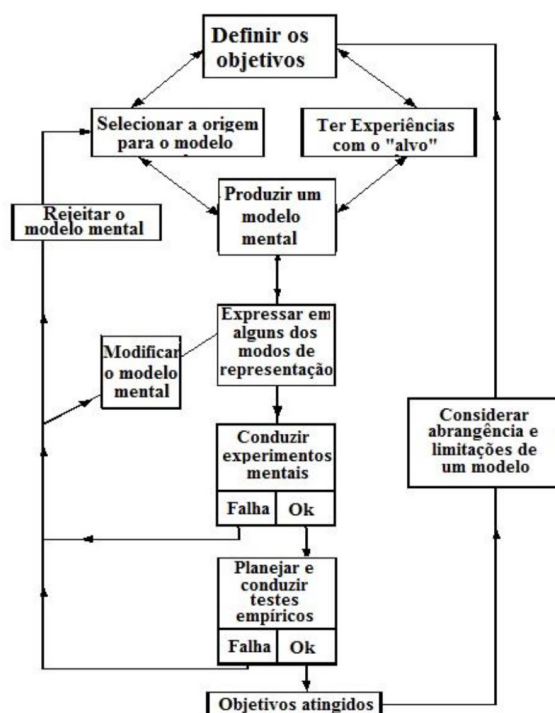 Definir os
objetivos
Selecionar a origem
para o modelo
Ter Experiências
com o "alvo"
Rejeitar o
modelo mental
Produzir um
modelo
mental
Expressar em
alguns dos
modos de
representação
Modificar
o modelo
mental
Conduzir
experimentos
mentais
Falha
Ok
Considerar
abrangência e
limitações de
um modelo
Planejar e
conduzir
testes
empíricos
Falha
Ok
Objetivos atingidos